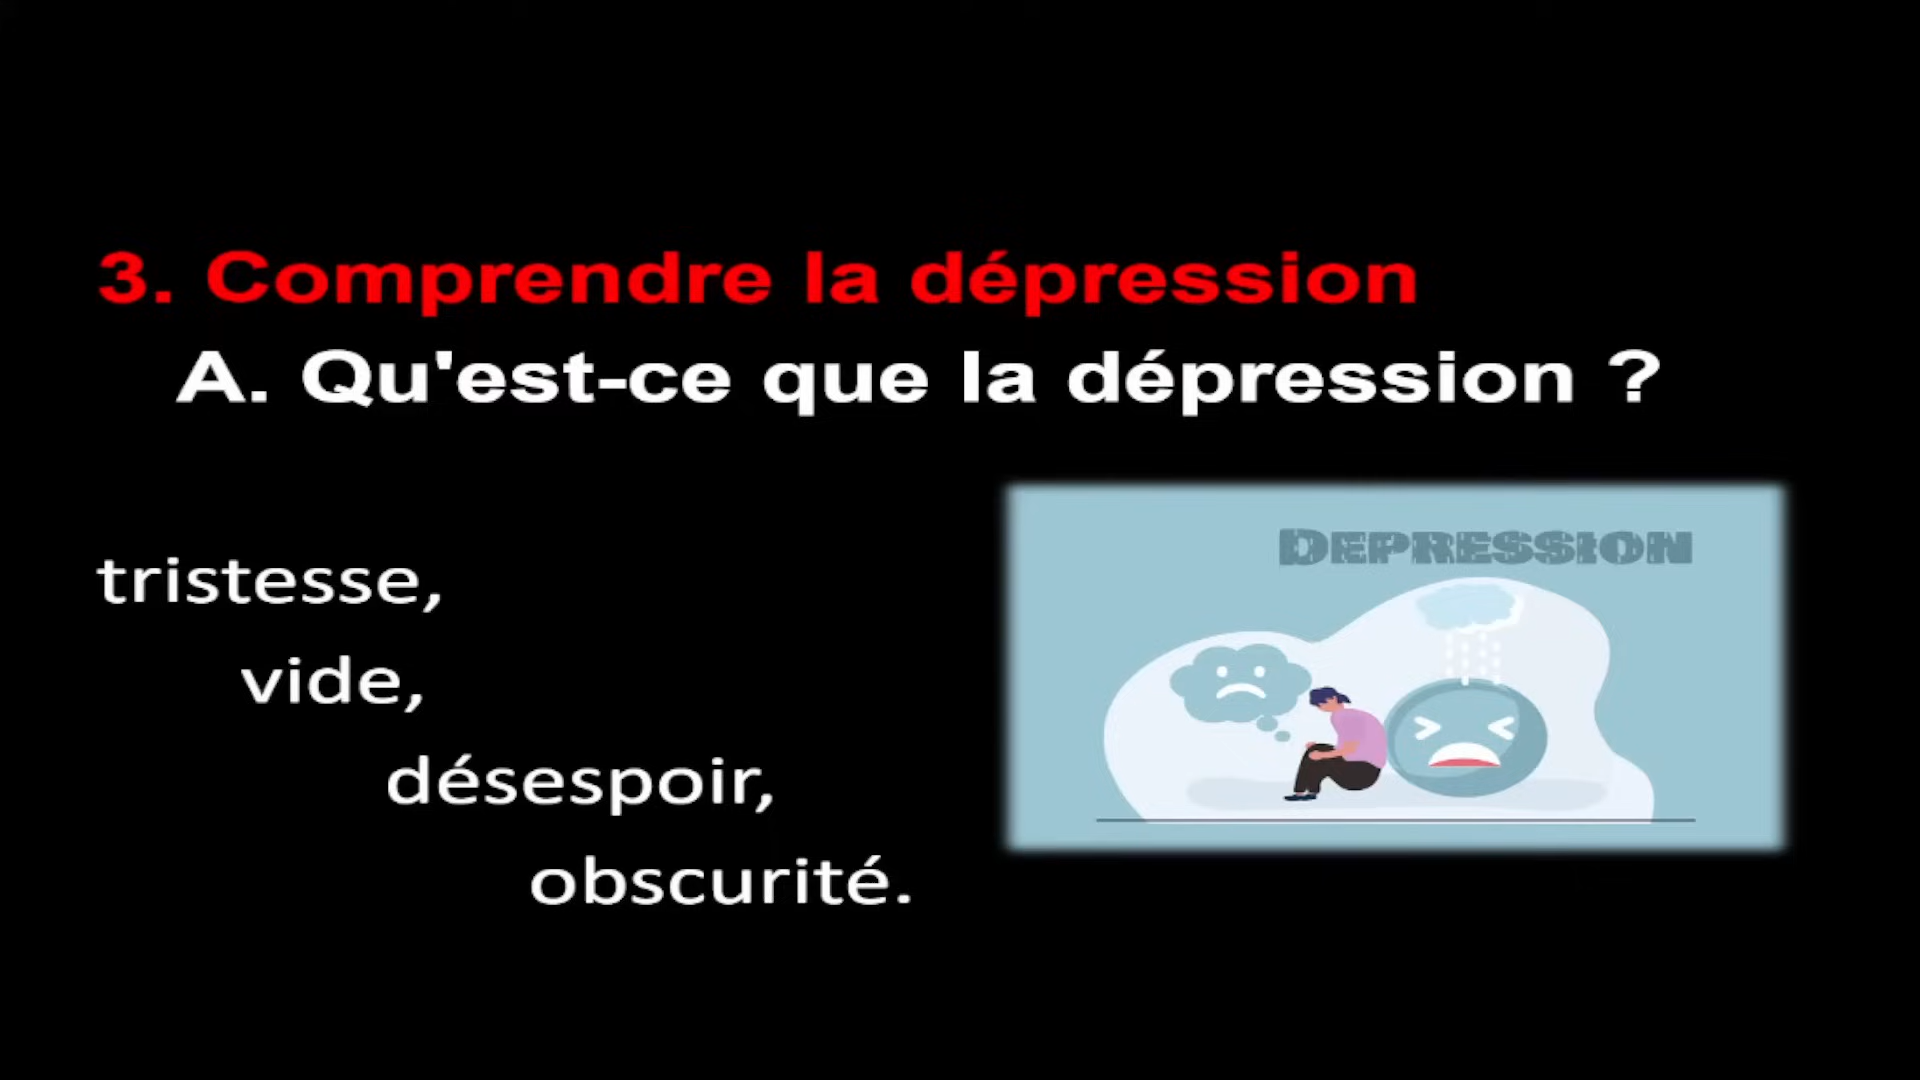 3. Comprendre la dépression
A. Qu'est-ce que la dépression ?
tristesse,
vide,
désespoir,
obscurité.
DEPRESSION